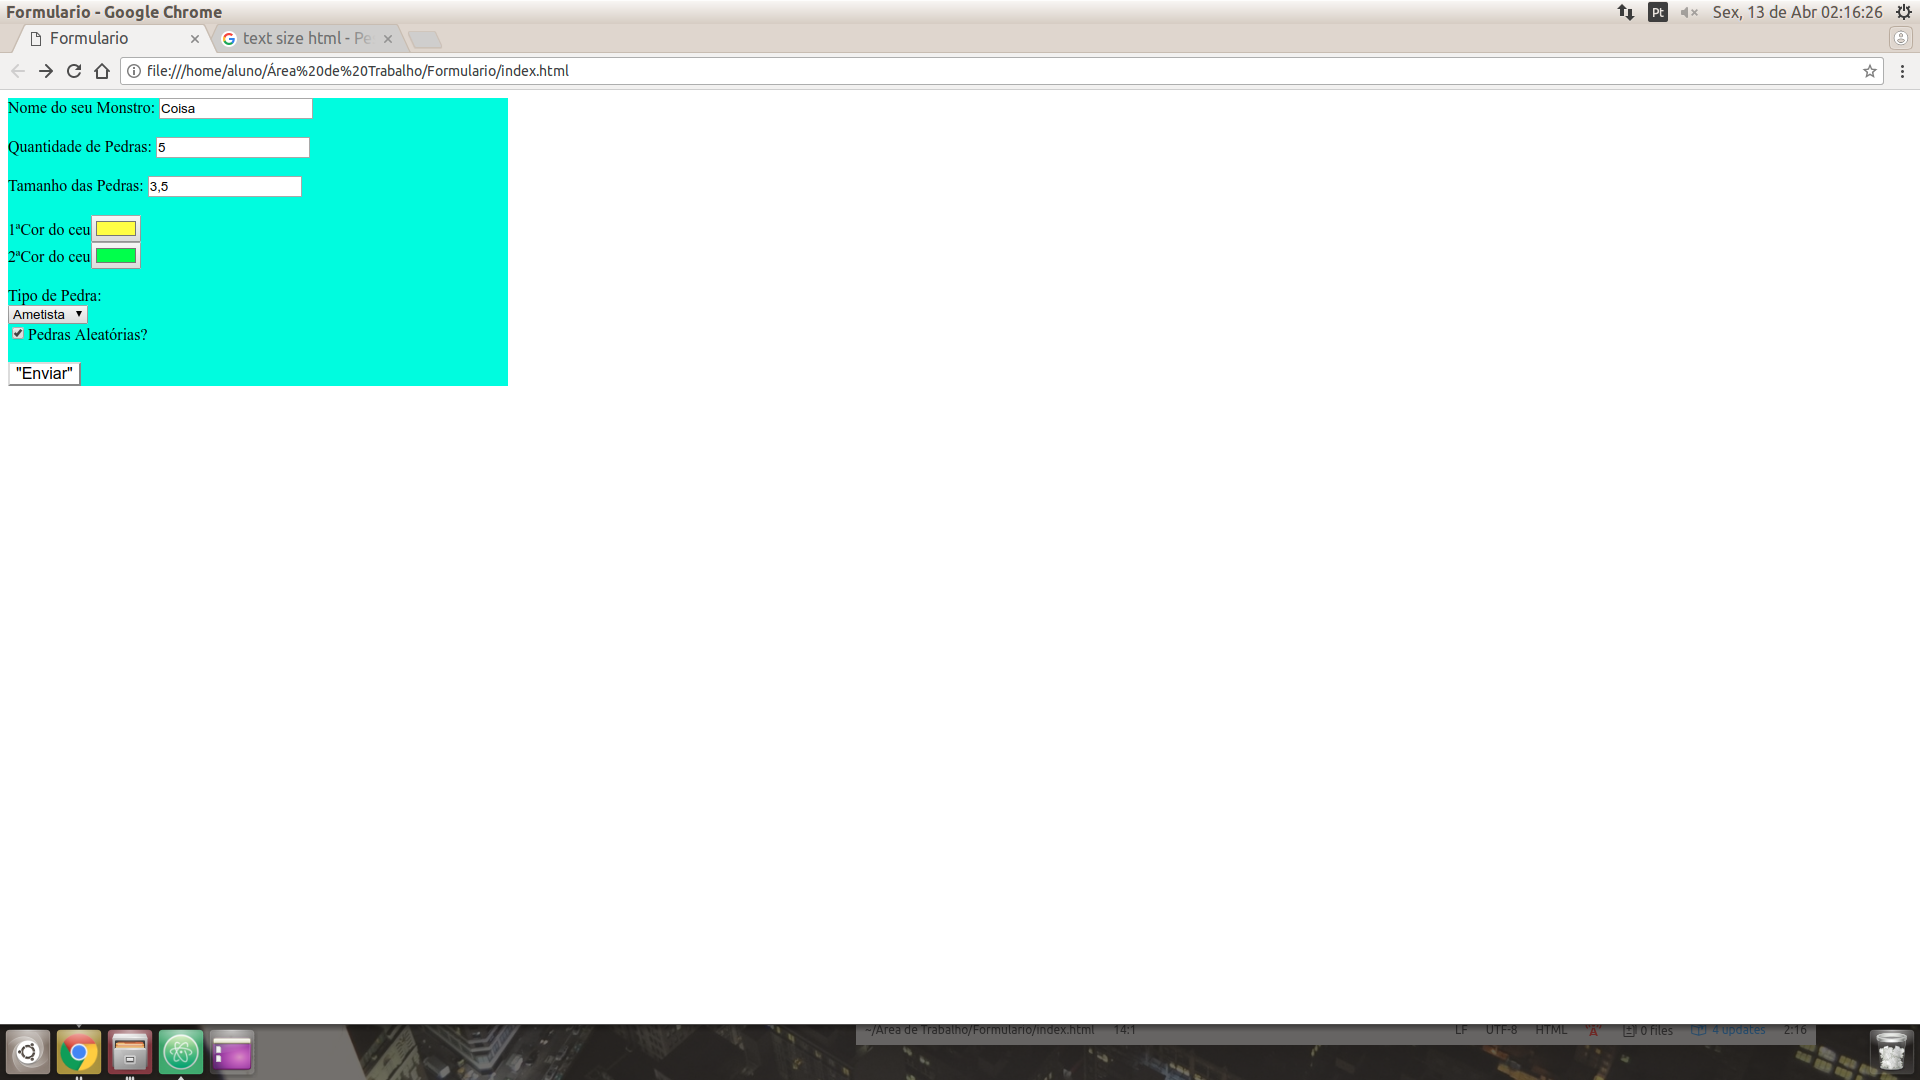 Formulario - Google Chrome
Pt
Sex, 13 de Abr 02:16:26
Formulario
text size html - Pe
file:///home/aluno/Área%20de%20Trabalho/Formulario/index.html
Nome do seu Monstro: Coisa
Quantidade de Pedras: 5
Tamanho das Pedras: 3,5
1ªCor do ceu
2ªCor do ceu
Tipo de Pedra:
Ametista
Pedras Aleatórias?
"Enviar"
~/Área de Trabalho/Formulario/index.html 14:1 LF UTF-8 HTML 0 files 4 updates 2:16